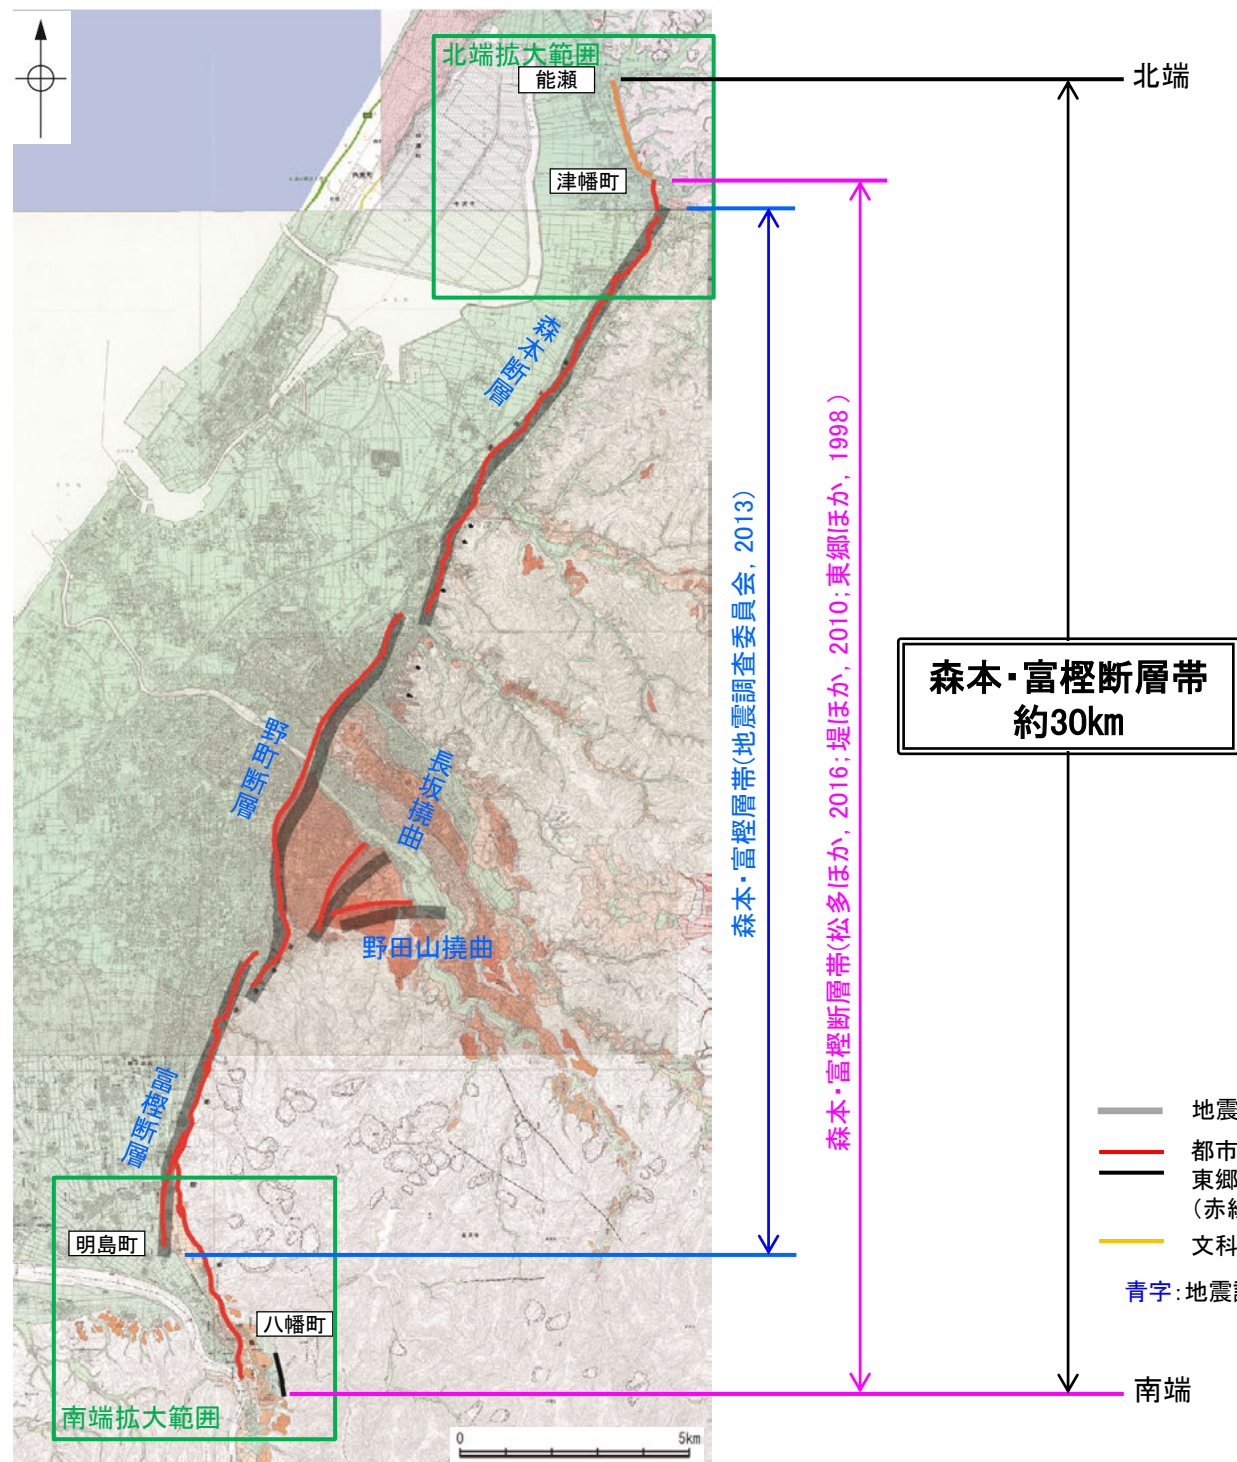 北端拡大範囲
能瀬
北端
津幡町
森本断層
森本・富樫層帯(地震調査委員会, 2013)
森本・富樫断層帯(松多ほか, 2016;堤ほか, 2010;東郷ほか, 1998)
森本・富樫断層帯
約30km
野町断層
長坂撓曲
野田山撓曲
富樫断層
地震
都市
東郷
(赤線
文科
青字:地震調
明島町
八幡町
南端
南端拡大範囲
0 5km